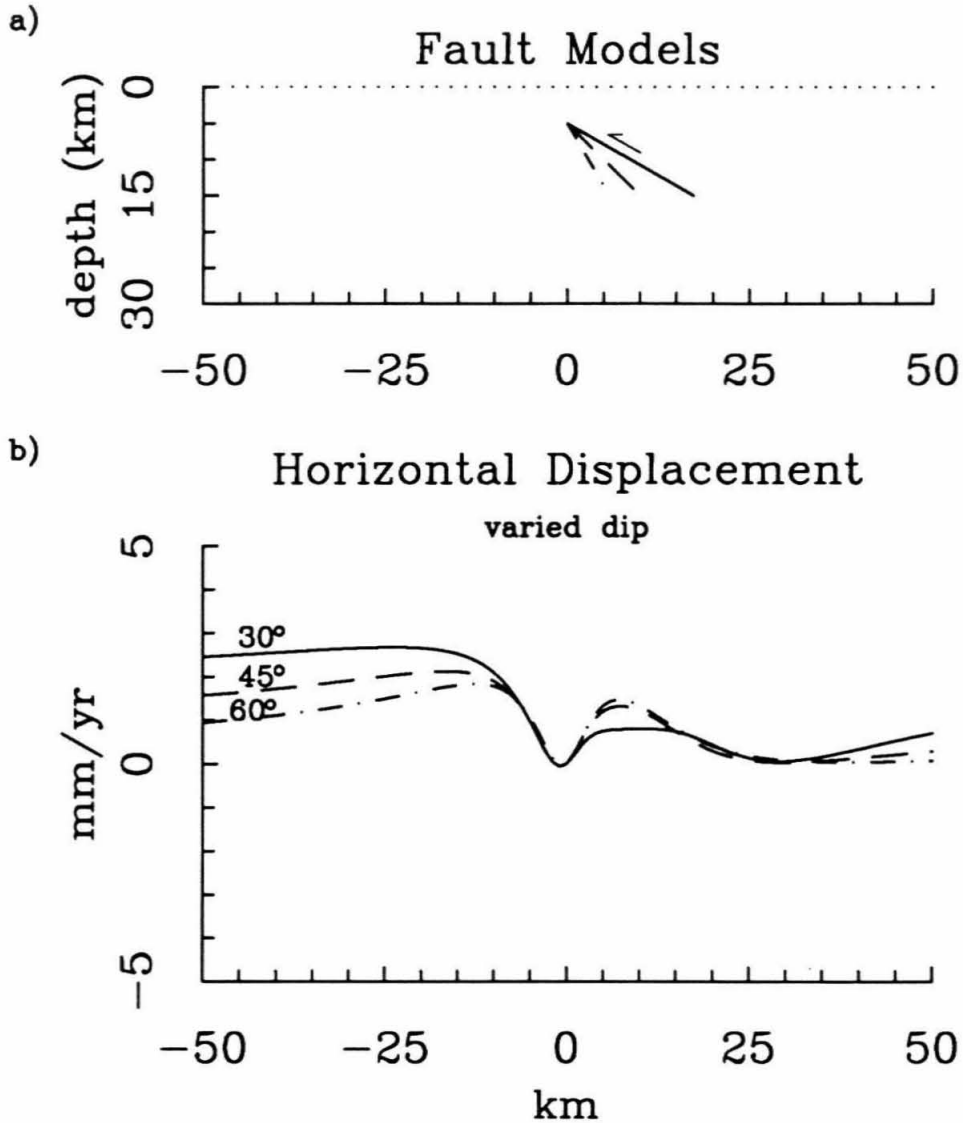 a)
Fault Models
depth (km)
0
15
30
−50
−25
0
25
50
b)
Horizontal Displacement
varied dip
mm/yr
5
0
−5
30°
45°
60°
−50
−25
0
25
50
km